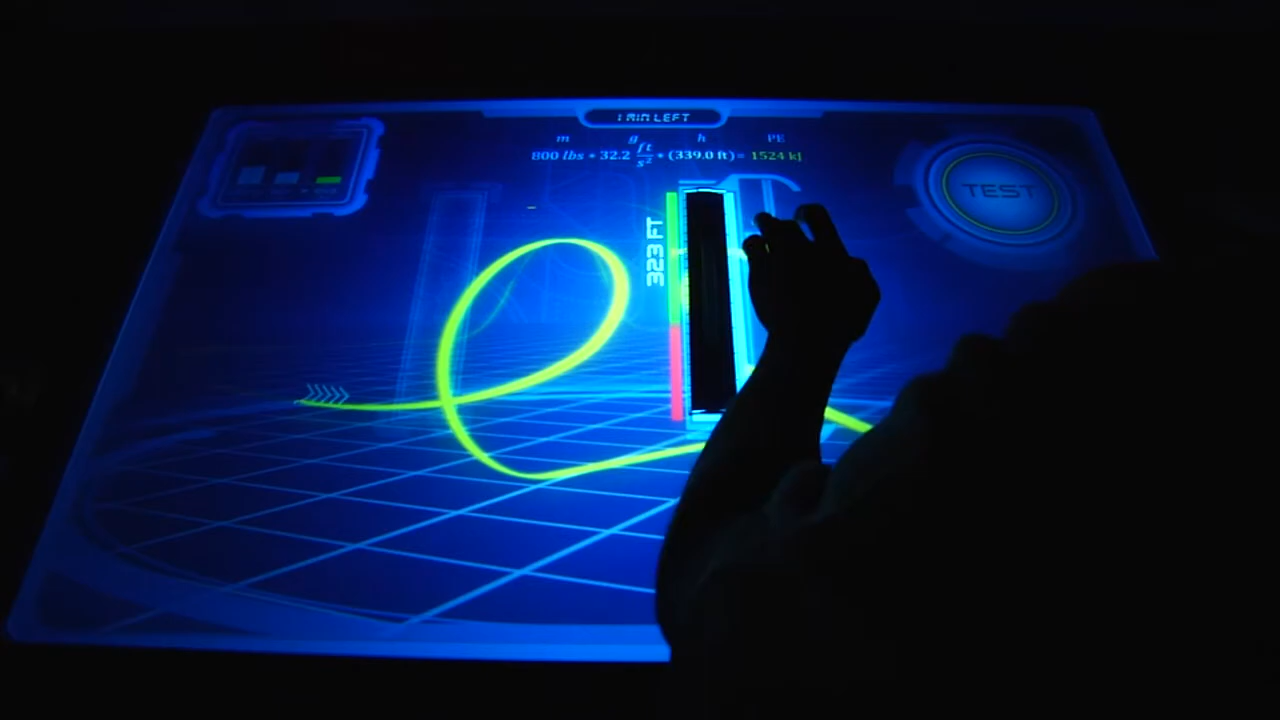 1 MIN LEFT
m g h PE
800 lbs * 32.2 ft/s² * (339.0 ft) = 1524 kJ
TEST
323 FT